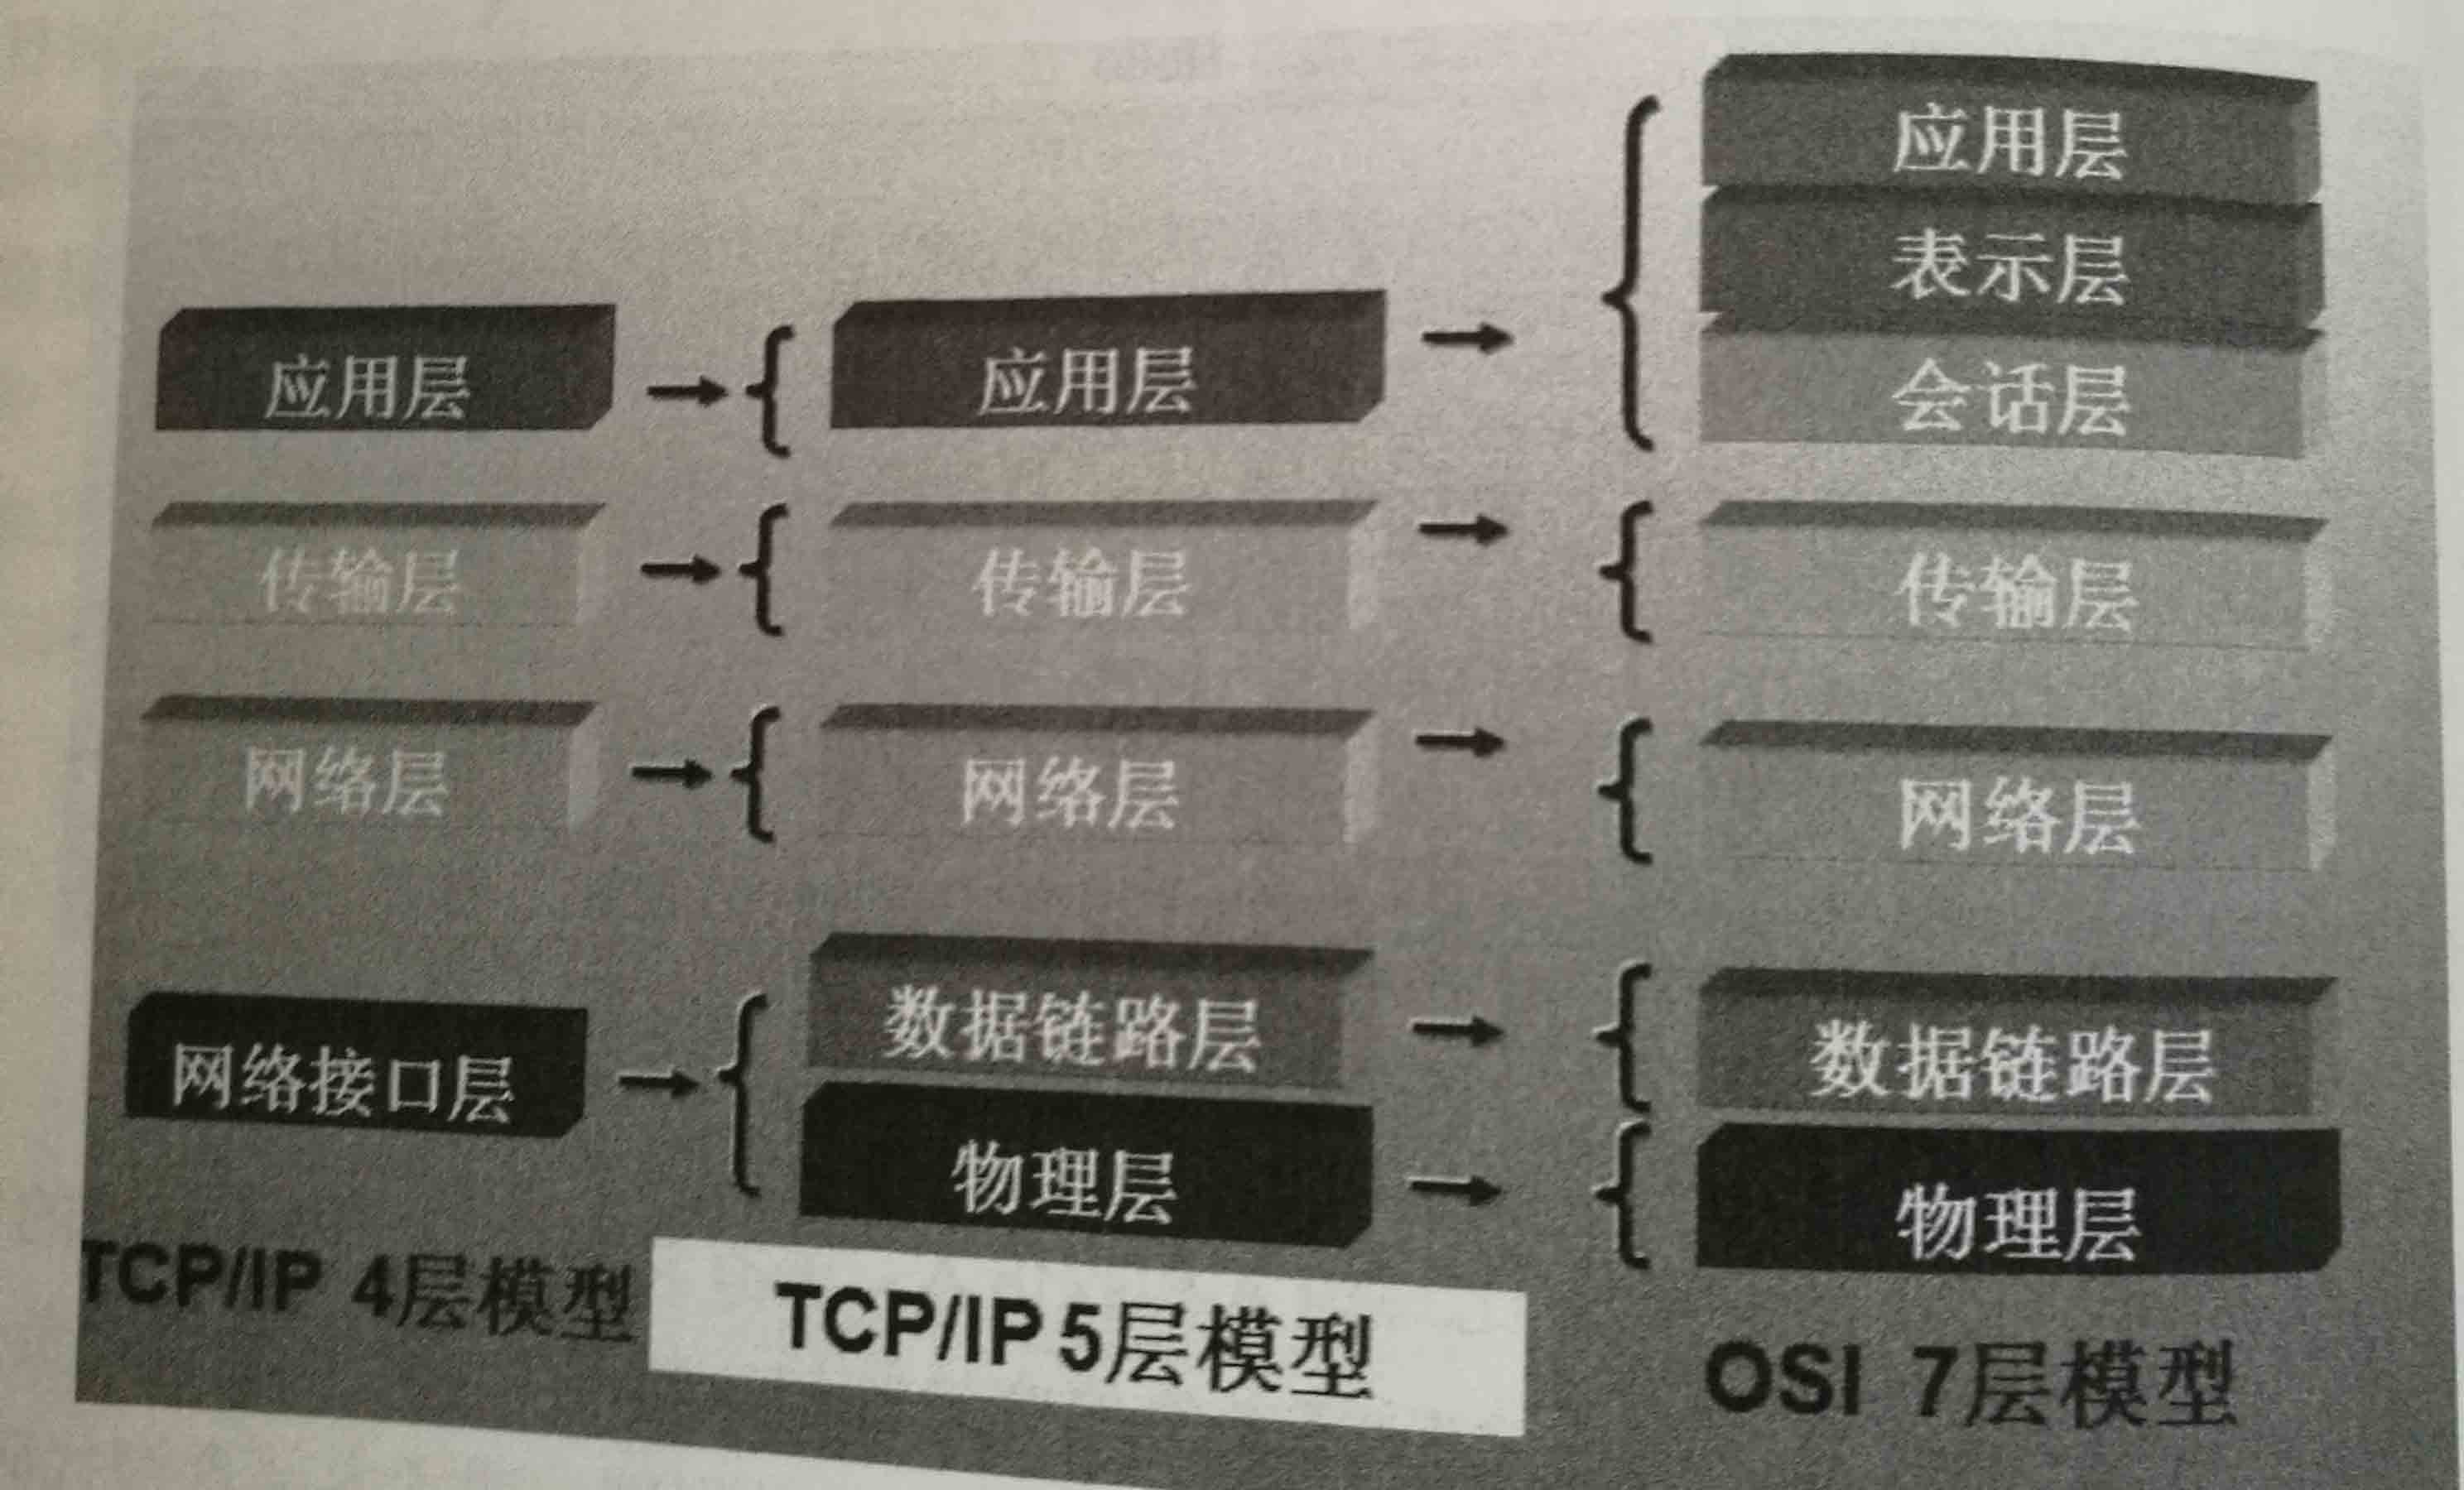 应用层
表示层
会话层
应用层
应用层
传输层
传输层
传输层
网络层
网络层
网络层
数据链路层
数据链路层
网络接口层
物理层
物理层
TCP/IP 4层模型
TCP/IP 5层模型
OSI 7层模型